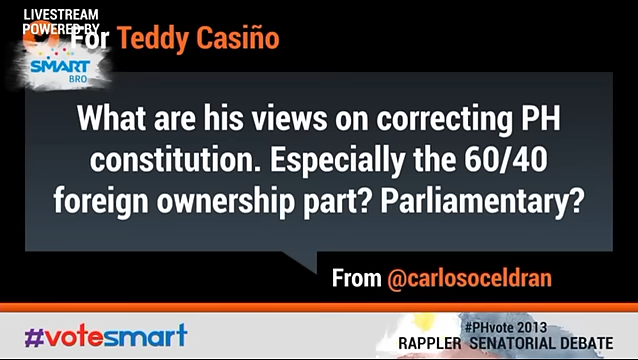 LIVESTREAM
POWERED BY
SMART
BRO
For Teddy Casiño
What are his views on correcting PH
constitution. Especially the 60/40
foreign ownership part? Parliamentary?
From @carlosoceldran
#votesmart
#PHvote 2013
RAPPLER SENATORIAL DEBATE